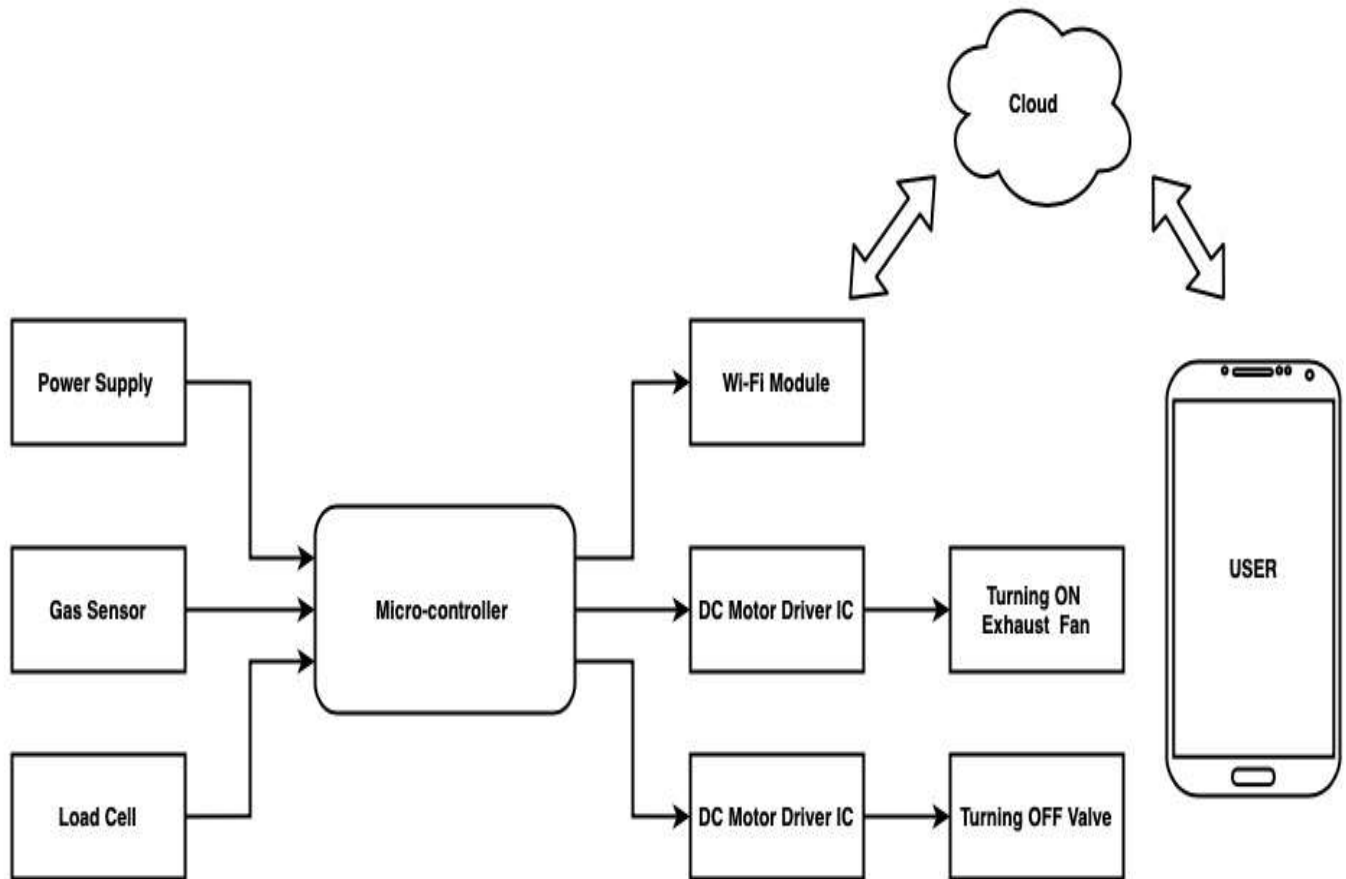 Cloud
Power Supply
Wi-Fi Module
Gas Sensor
Micro-controller
DC Motor Driver IC
Turning ON
Exhaust Fan
USER
Load Cell
DC Motor Driver IC
Turning OFF Valve